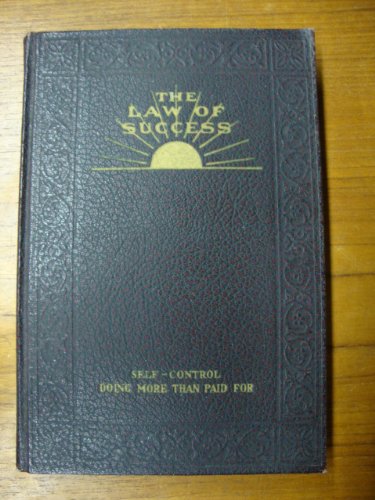 THE
LAW OF
SUCCESS
SELF-CONTROL
DOING MORE THAN PAID FOR